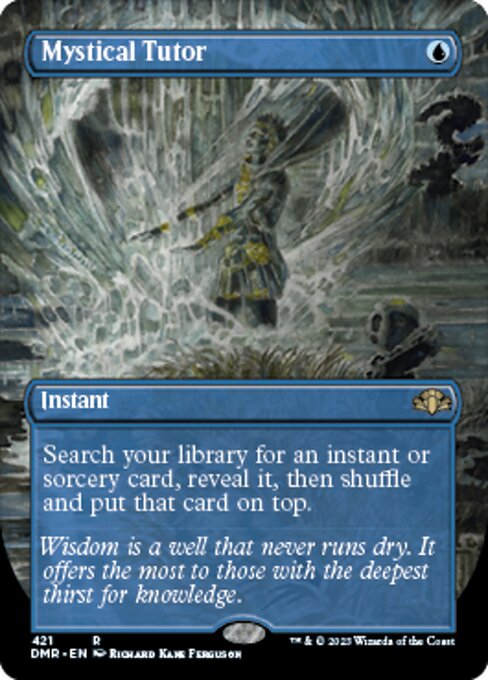 Mystical Tutor
Instant
Search your library for an instant or
sorcery card, reveal it, then shuffle
and put that card on top.
Wisdom is a well that never runs dry. It
offers the most to those with the deepest
thirst for knowledge.
421 R
DMR • EN Richard Kane Ferguson
™ & © 2023 Wizards of the Coast